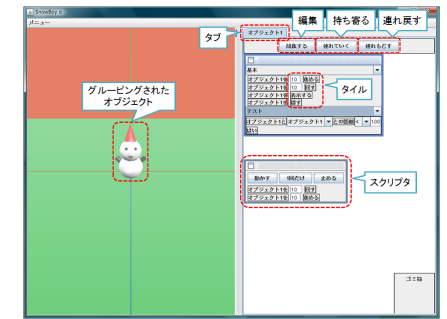 SnowBoy
メニュー
編集
持ち寄る
連れ戻す
タブ
オブジェクト1
編集する
連れていく
連れもどす
グルーピングされた
オブジェクト
基本
オブジェクト1を 10 進める
オブジェクト1を 10 回す
オブジェクト1を 表示する
オブジェクト1を 隠す
タイル
テスト
オブジェクト1と オブジェクト1 との距離 < 100
はい
動かす
1回だけ
止める
オブジェクト1を 10 回す
オブジェクト1を 10 進める
スクリプタ
ゴミ箱